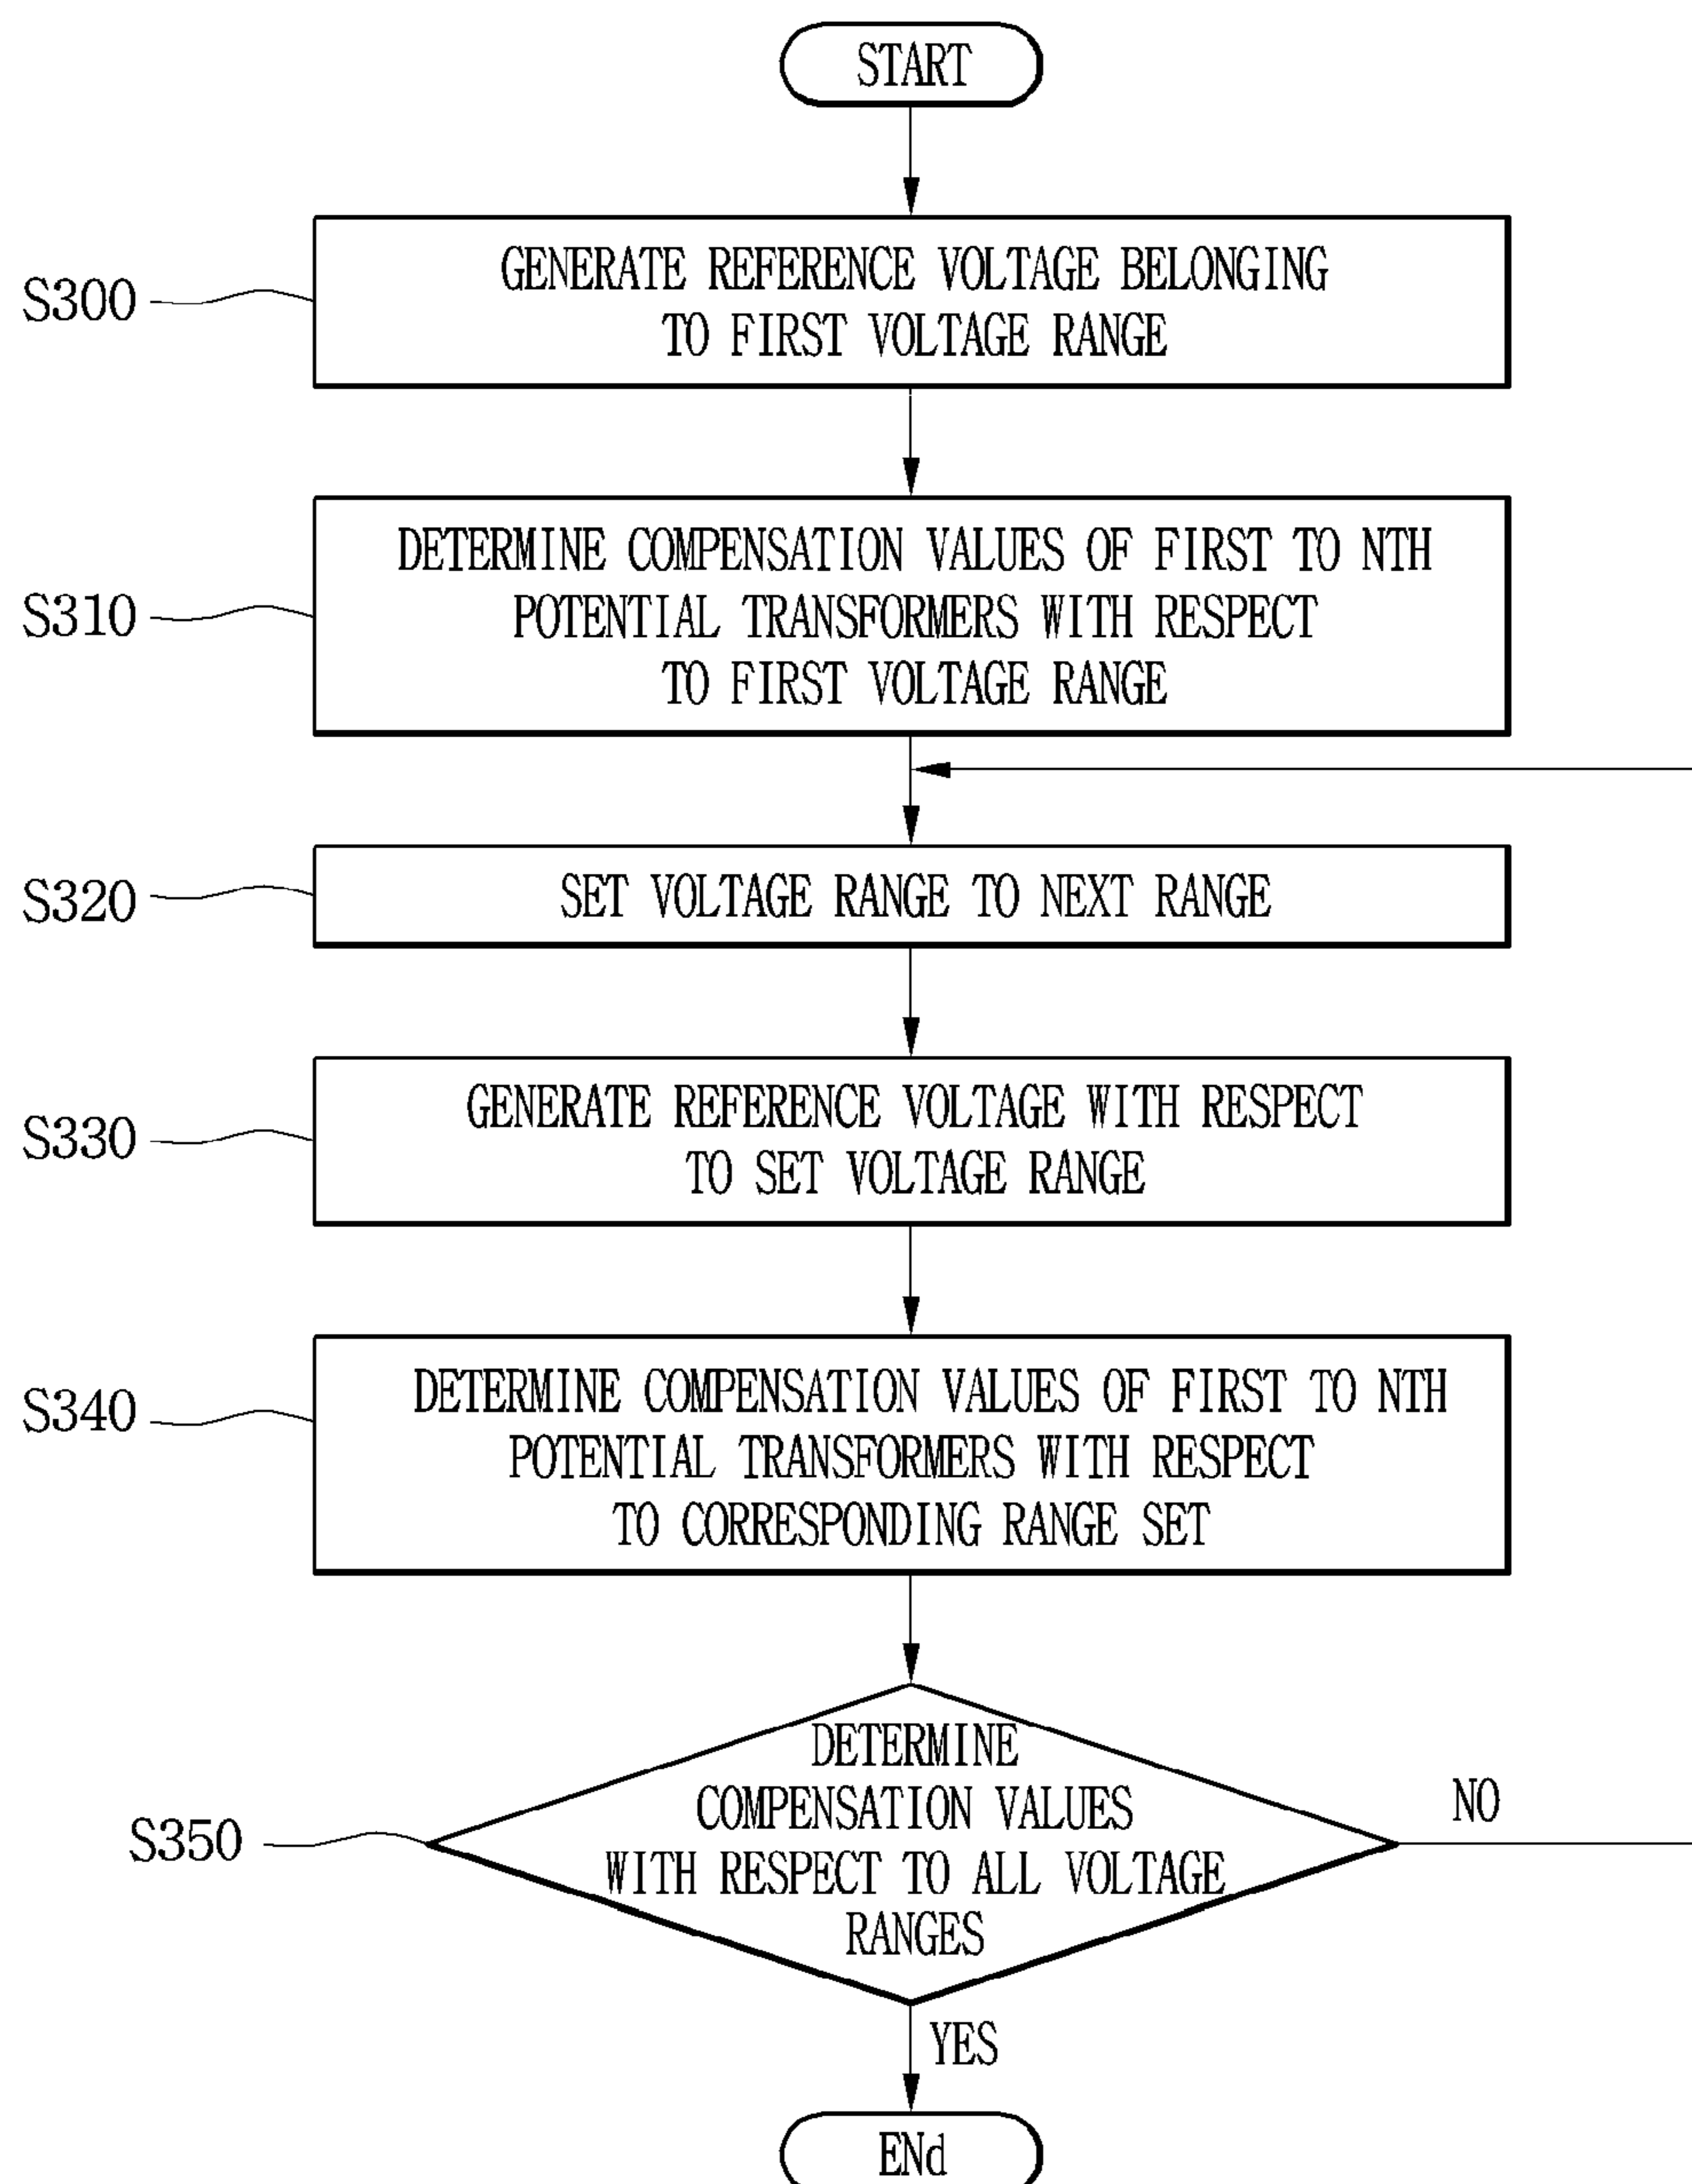 START
S300
GENERATE REFERENCE VOLTAGE BELONGING
TO FIRST VOLTAGE RANGE
S310
DETERMINE COMPENSATION VALUES OF FIRST TO NTH
POTENTIAL TRANSFORMERS WITH RESPECT
TO FIRST VOLTAGE RANGE
S320
SET VOLTAGE RANGE TO NEXT RANGE
S330
GENERATE REFERENCE VOLTAGE WITH RESPECT
TO SET VOLTAGE RANGE
S340
DETERMINE COMPENSATION VALUES OF FIRST TO NTH
POTENTIAL TRANSFORMERS WITH RESPECT
TO CORRESPONDING RANGE SET
S350
DETERMINE
COMPENSATION VALUES
WITH RESPECT TO ALL VOLTAGE
RANGES
NO
YES
ENd